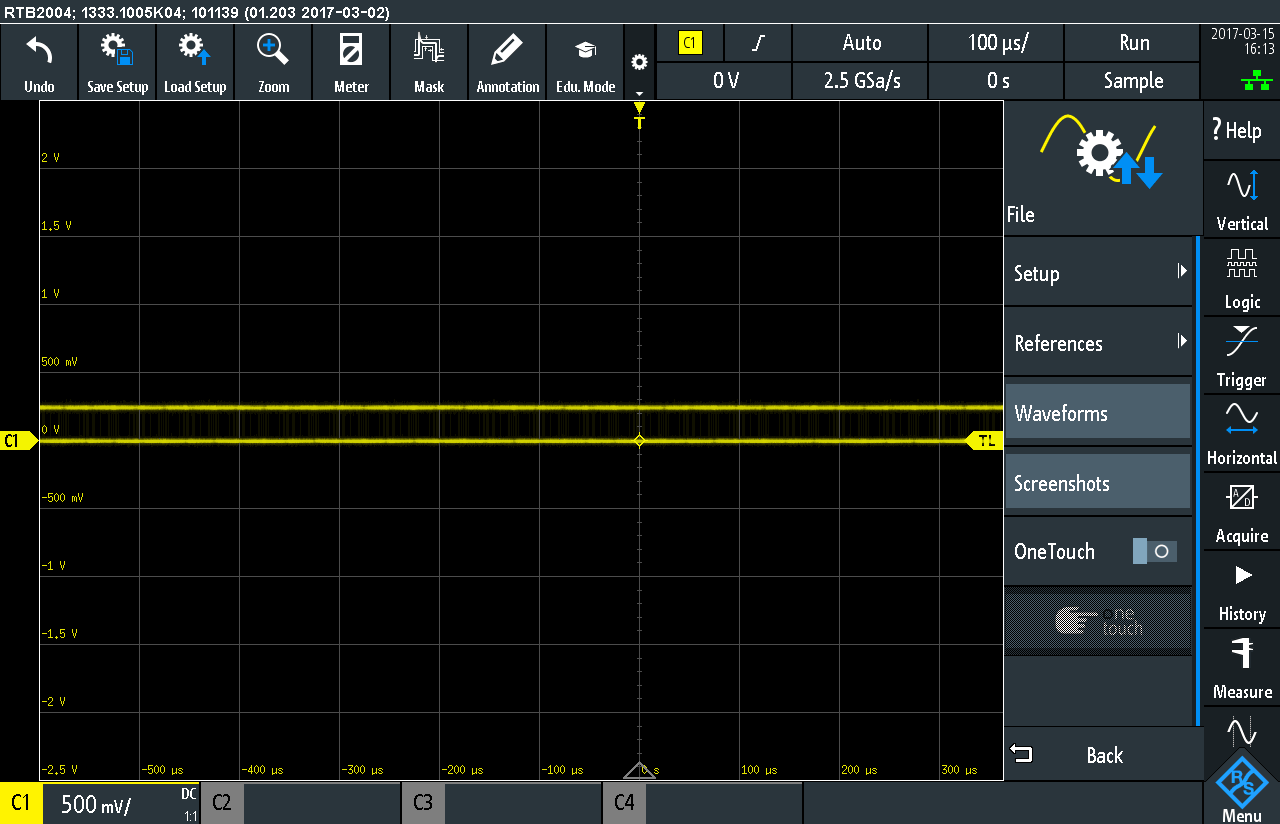 RTB2004; 1333.1005K04; 101139 (01.203 2017-03-02)
Undo
Save Setup
Load Setup
Zoom
Meter
Mask
Annotation
Edu. Mode
C1
Auto
100 µs/
Run
0 V
2.5 GSa/s
0 s
Sample
2017-03-15
16:13
T
2 V
1.5 V
1 V
500 mV
0 V
C1
TL
-500 mV
-1 V
-1.5 V
-2 V
-2.5 V
-500 µs
-400 µs
-300 µs
-200 µs
-100 µs
0 s
100 µs
200 µs
300 µs
File
Setup
References
Waveforms
Screenshots
OneTouch
one
touch
Back
? Help
Vertical
Logic
Trigger
Horizontal
A
D
Acquire
History
Measure
R
S
Menu
C1
500 mV/
DC
1:1
C2
C3
C4